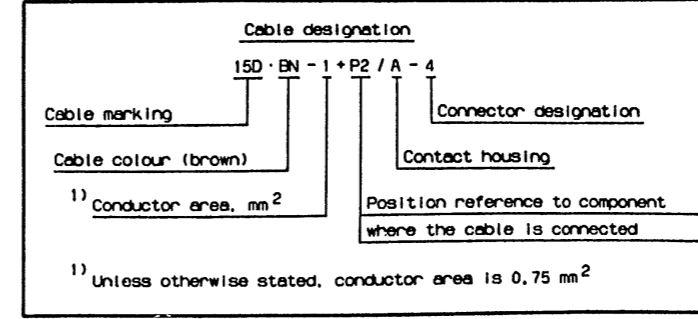 Cable designation
15D · BN - 1 + P2 / A - 4
Cable marking
Connector designation
Cable colour (brown)
Contact housing
1) Conductor area, mm2
Position reference to component
where the cable is connected
1) Unless otherwise stated, conductor area is 0.75 mm2